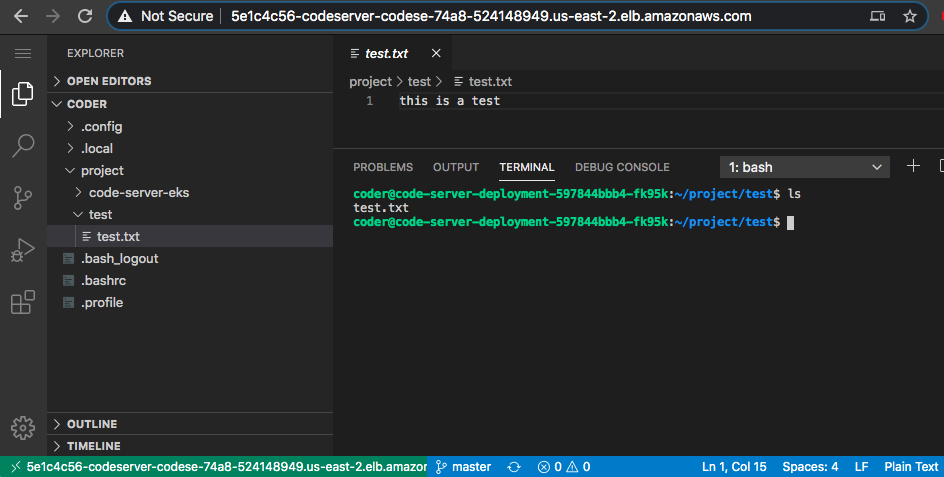 Not Secure 5e1c4c56-codeserver-codese-74a8-524148949.us-east-2.elb.amazonaws.com
EXPLORER
OPEN EDITORS
CODER
.config
.local
project
code-server-eks
test
test.txt
.bash_logout
.bashrc
.profile
OUTLINE
TIMELINE
test.txt
project > test > test.txt
1 this is a test
PROBLEMS OUTPUT TERMINAL DEBUG CONSOLE 1: bash
coder@code-server-deployment-597844bbb4-fk95k:~/project/test$ ls
test.txt
coder@code-server-deployment-597844bbb4-fk95k:~/project/test$
5e1c4c56-codeserver-codese-74a8-524148949.us-east-2.elb.amazor master 0 0 Ln 1, Col 15 Spaces: 4 LF Plain Text